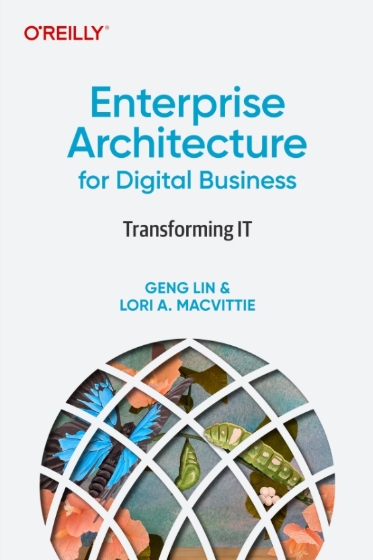 O'REILLY®
Enterprise
Architecture
for Digital Business
Transforming IT
GENG LIN &
LORI A. MACVITTIE